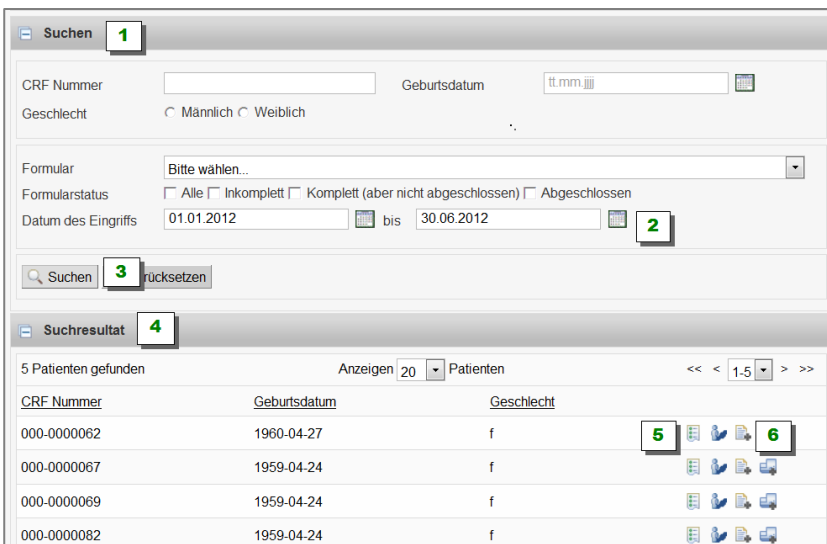 Suchen 1
CRF Nummer Geburtsdatum tt.mm.jjjj
Geschlecht Männlich Weiblich
Formular Bitte wählen...
Formularstatus Alle Inkomplett Komplett (aber nicht abgeschlossen) Abgeschlossen
Datum des Eingriffs 01.01.2012 bis 30.06.2012 2
Suchen 3 rücksetzen
Suchresultat 4
5 Patienten gefunden Anzeigen 20 Patienten << < 1-5 > >>
CRF Nummer Geburtsdatum Geschlecht
000-0000062 1960-04-27 f 5 6
000-0000067 1959-04-24 f
000-0000069 1959-04-24 f
000-0000082 1959-04-24 f